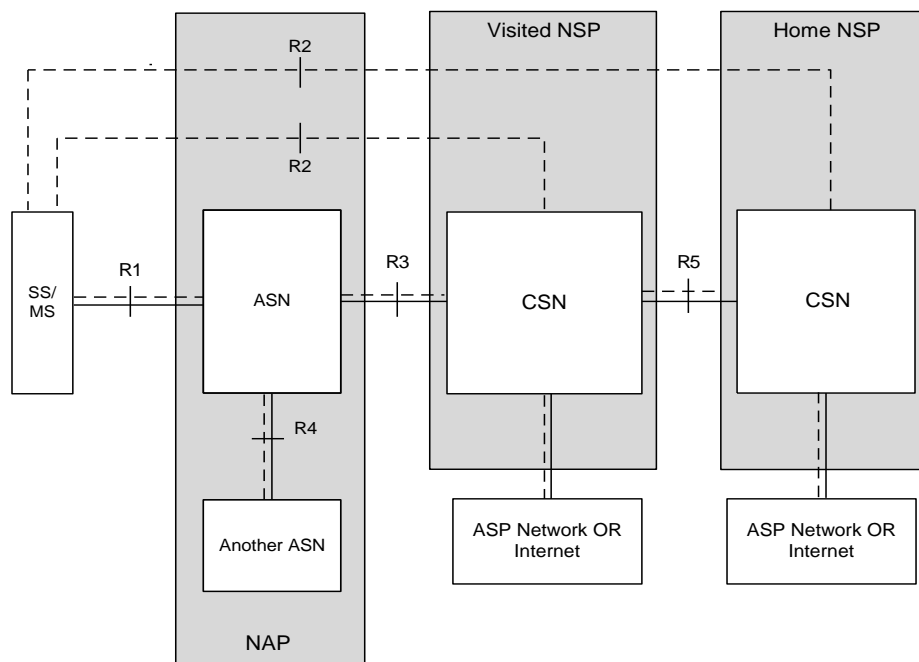 Visited NSP
Home NSP
R2
R2
R1
R3
R5
SS/
MS
ASN
CSN
CSN
R4
Another ASN
ASP Network OR
Internet
ASP Network OR
Internet
NAP